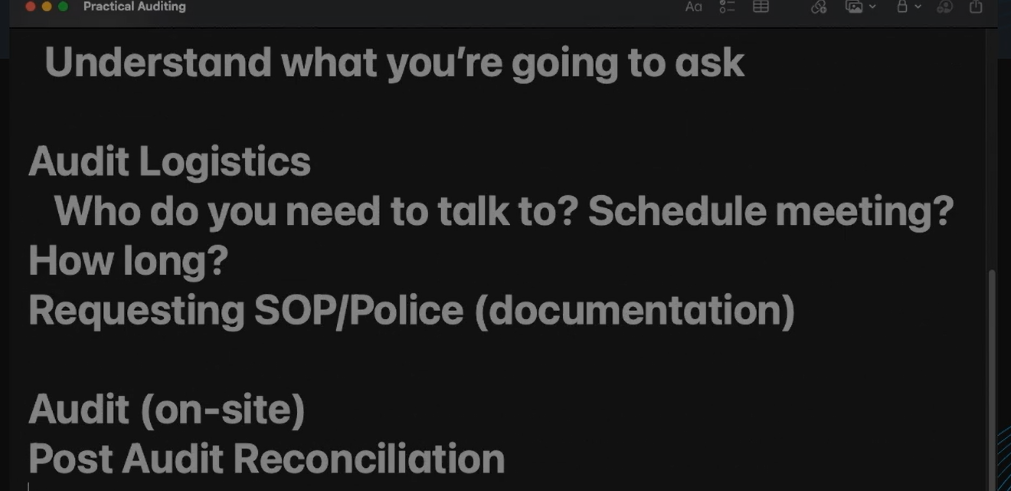 Practical Auditing
Aa
Understand what you're going to ask
Audit Logistics
Who do you need to talk to? Schedule meeting?
How long?
Requesting SOP/Police (documentation)
Audit (on-site)
Post Audit Reconciliation